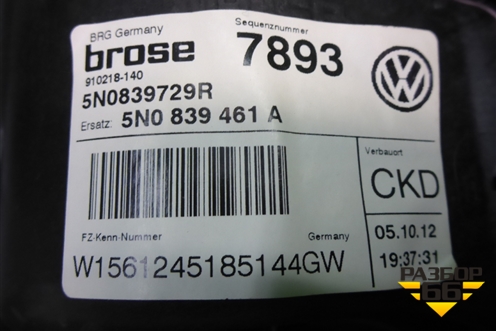 BRG Germany
brose
910218-140
Sequenznummer
7893
5N0839729R
Ersatz: 5N0 839 461 A
Verbauort
CKD
FZ-Kenn-Nummer
Germany
W1561245185144GW
05.10.12
19:37:31
РАЗБОР
66